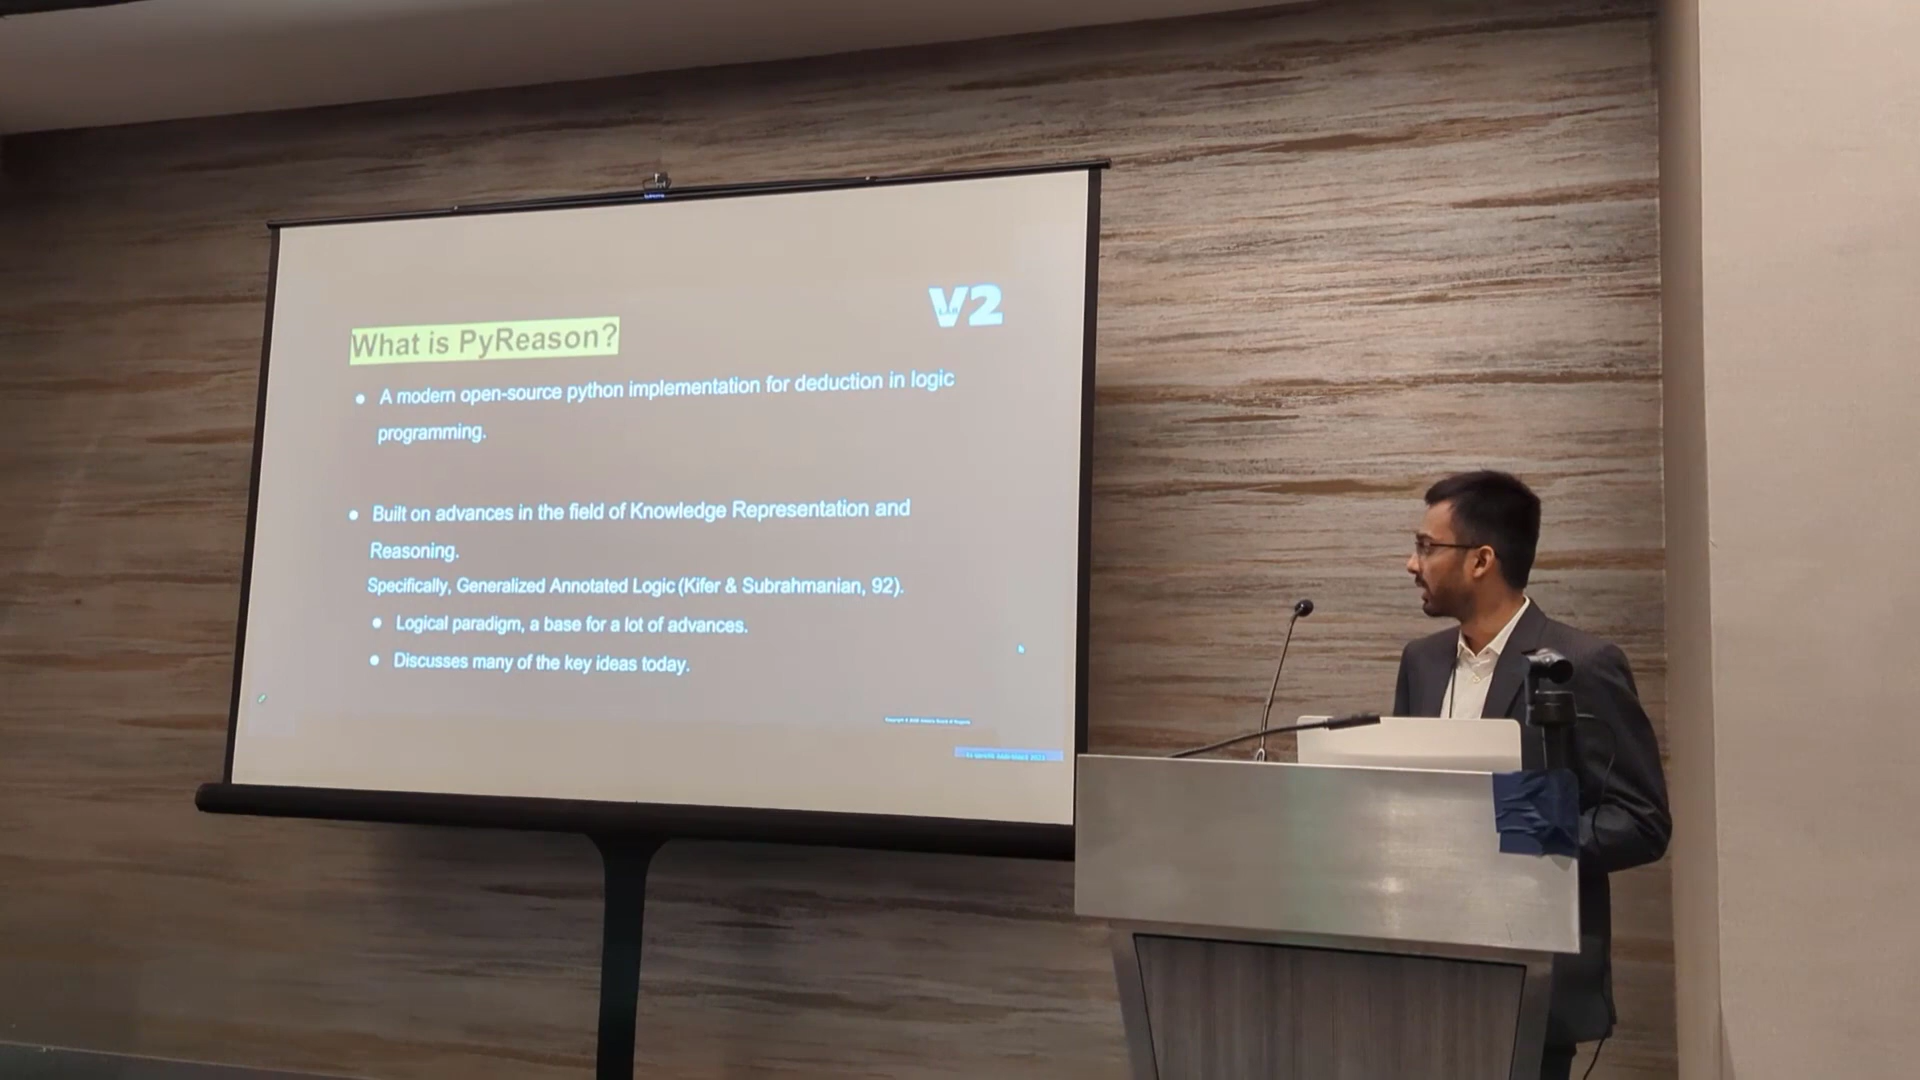 V2
LAB
What is PyReason?
A modern open-source python implementation for deduction in logic
programming.
Built on advances in the field of Knowledge Representation and
Reasoning.
Specifically, Generalized Annotated Logic (Kifer & Subrahmanian, 92).
Logical paradigm, a base for a lot of advances.
Discusses many of the key ideas today.